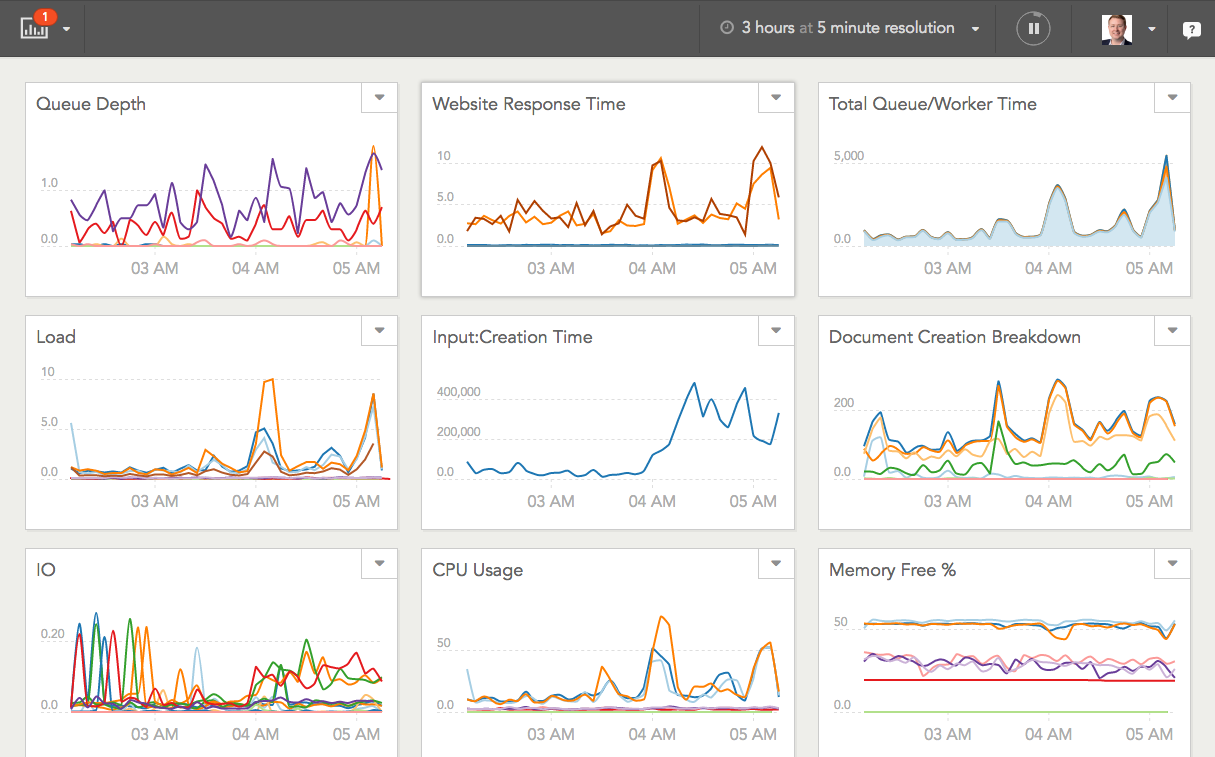 1
3 hours at 5 minute resolution
?
Queue Depth
1.0
0.0
03 AM 04 AM 05 AM
Website Response Time
10
5.0
0.0
03 AM 04 AM 05 AM
Total Queue/Worker Time
5,000
0.0
03 AM 04 AM 05 AM
Load
10
5.0
0.0
03 AM 04 AM 05 AM
Input:Creation Time
400,000
200,000
0.0
03 AM 04 AM 05 AM
Document Creation Breakdown
200
0.0
03 AM 04 AM 05 AM
IO
0.20
0.0
03 AM 04 AM 05 AM
CPU Usage
50
0.0
03 AM 04 AM 05 AM
Memory Free %
50
0.0
03 AM 04 AM 05 AM